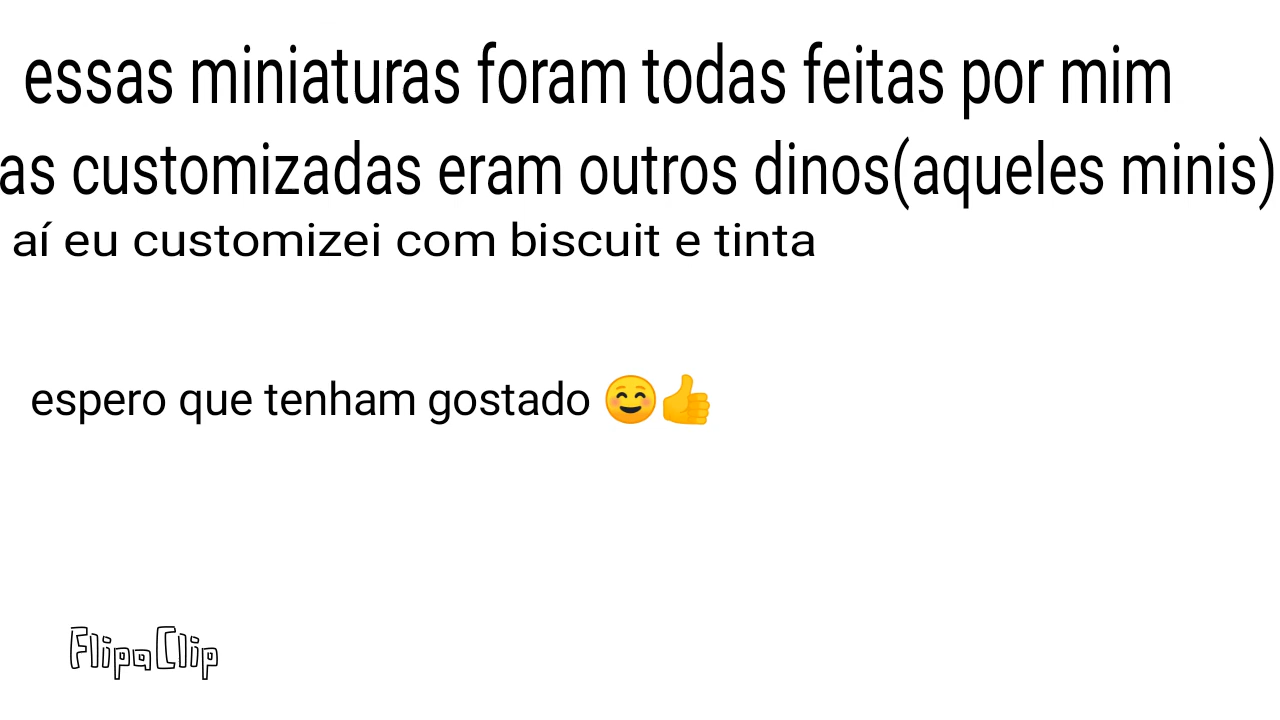 essas miniaturas foram todas feitas por mim
as customizadas eram outros dinos(aqueles minis)
aí eu customizei com biscuit e tinta
espero que tenham gostado ☺️👍
FlipaClip